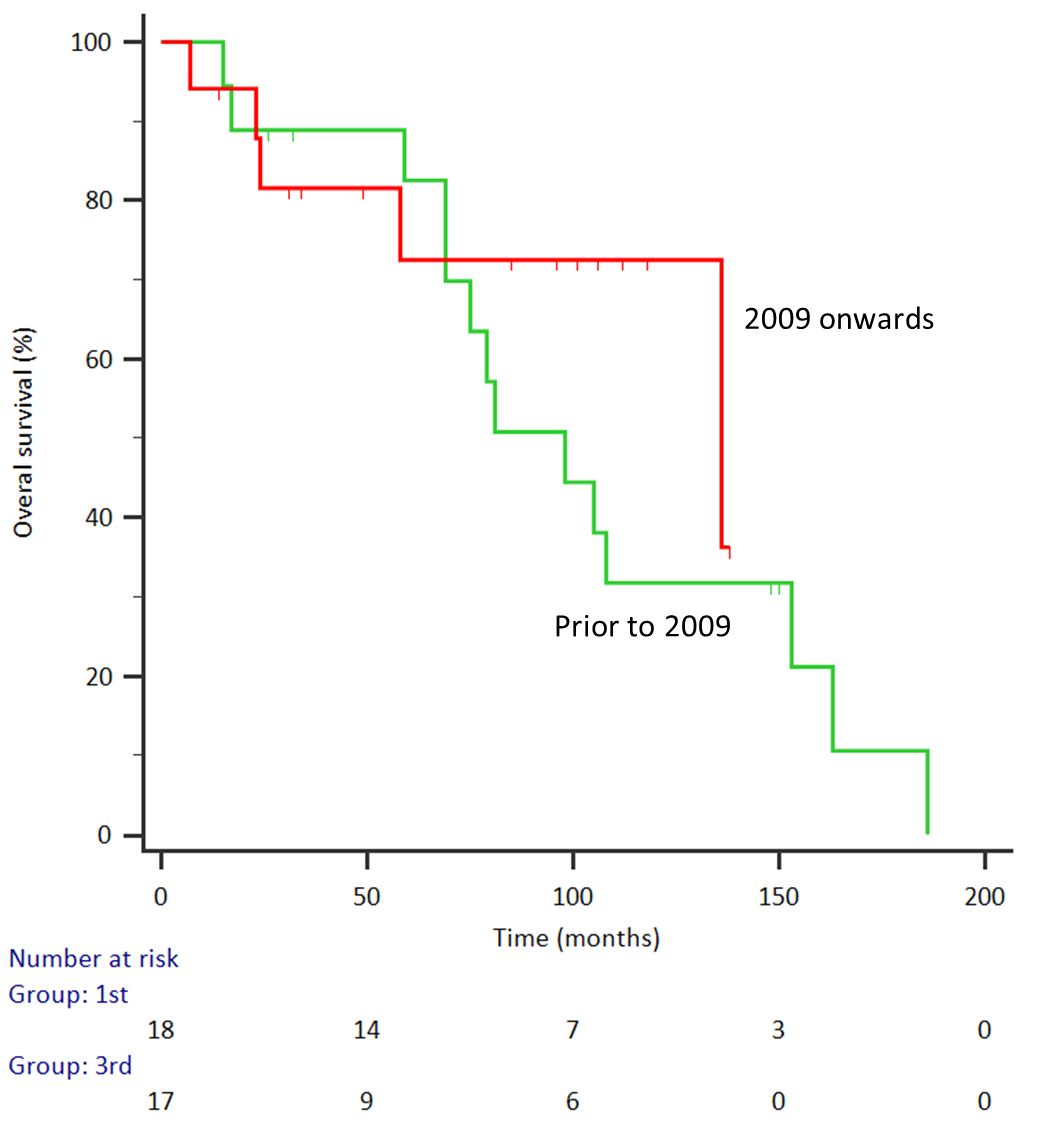 100
80
60
40
20
0
Overal survival (%)
2009 onwards
Prior to 2009
0 50 100 150 200
Time (months)
Number at risk
Group: 1st
18 14 7 3 0
Group: 3rd
17 9 6 0 0